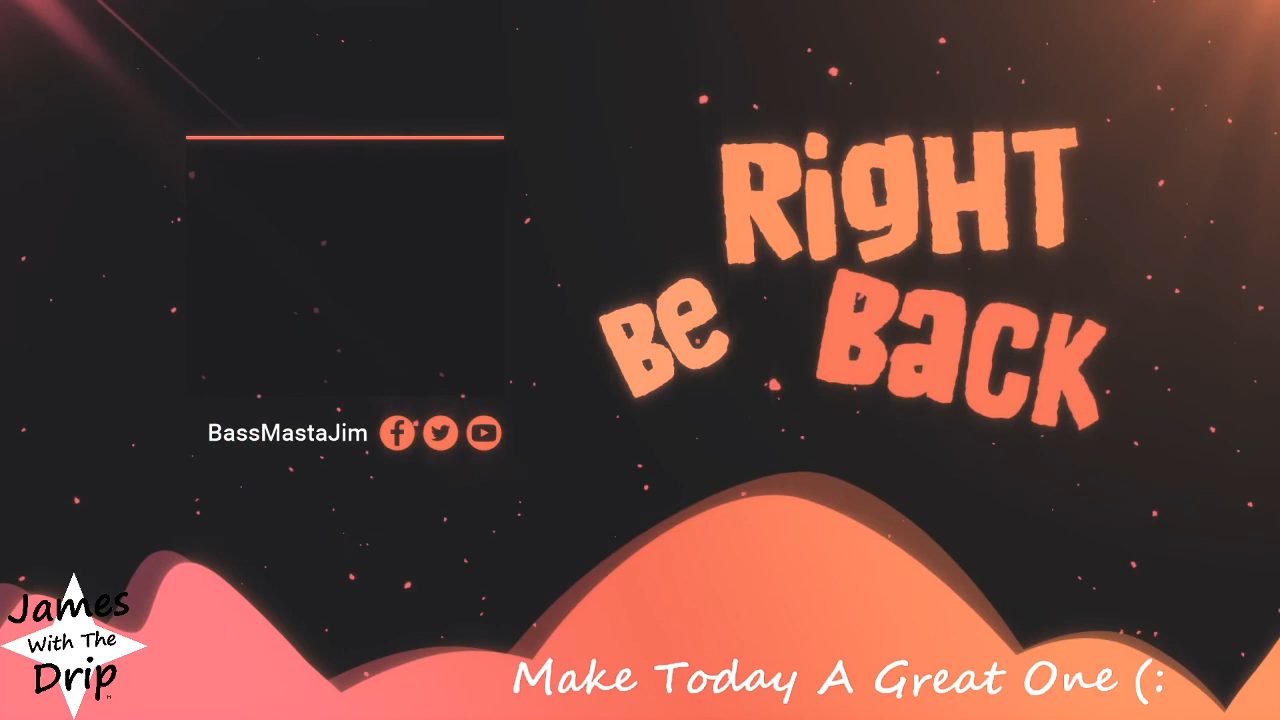 Right
Be
Back
BassMastaJim
James
With The
Drip
Make Today A Great One (: